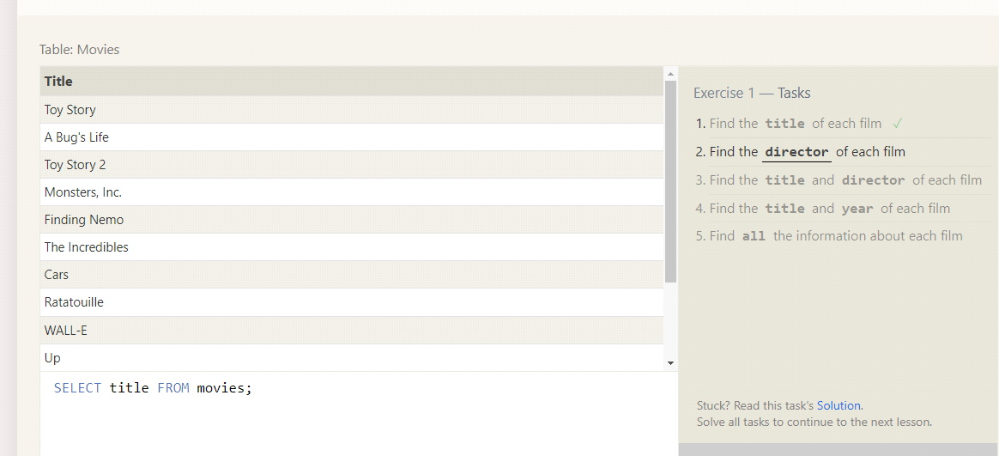 Table: Movies
Title
Toy Story
A Bug's Life
Toy Story 2
Monsters, Inc.
Finding Nemo
The Incredibles
Cars
Ratatouille
WALL-E
Up
SELECT title FROM movies;
Exercise 1 — Tasks
1. Find the title of each film ✓
2. Find the director of each film
3. Find the title and director of each film
4. Find the title and year of each film
5. Find all the information about each film
Stuck? Read this task's Solution.
Solve all tasks to continue to the next lesson.